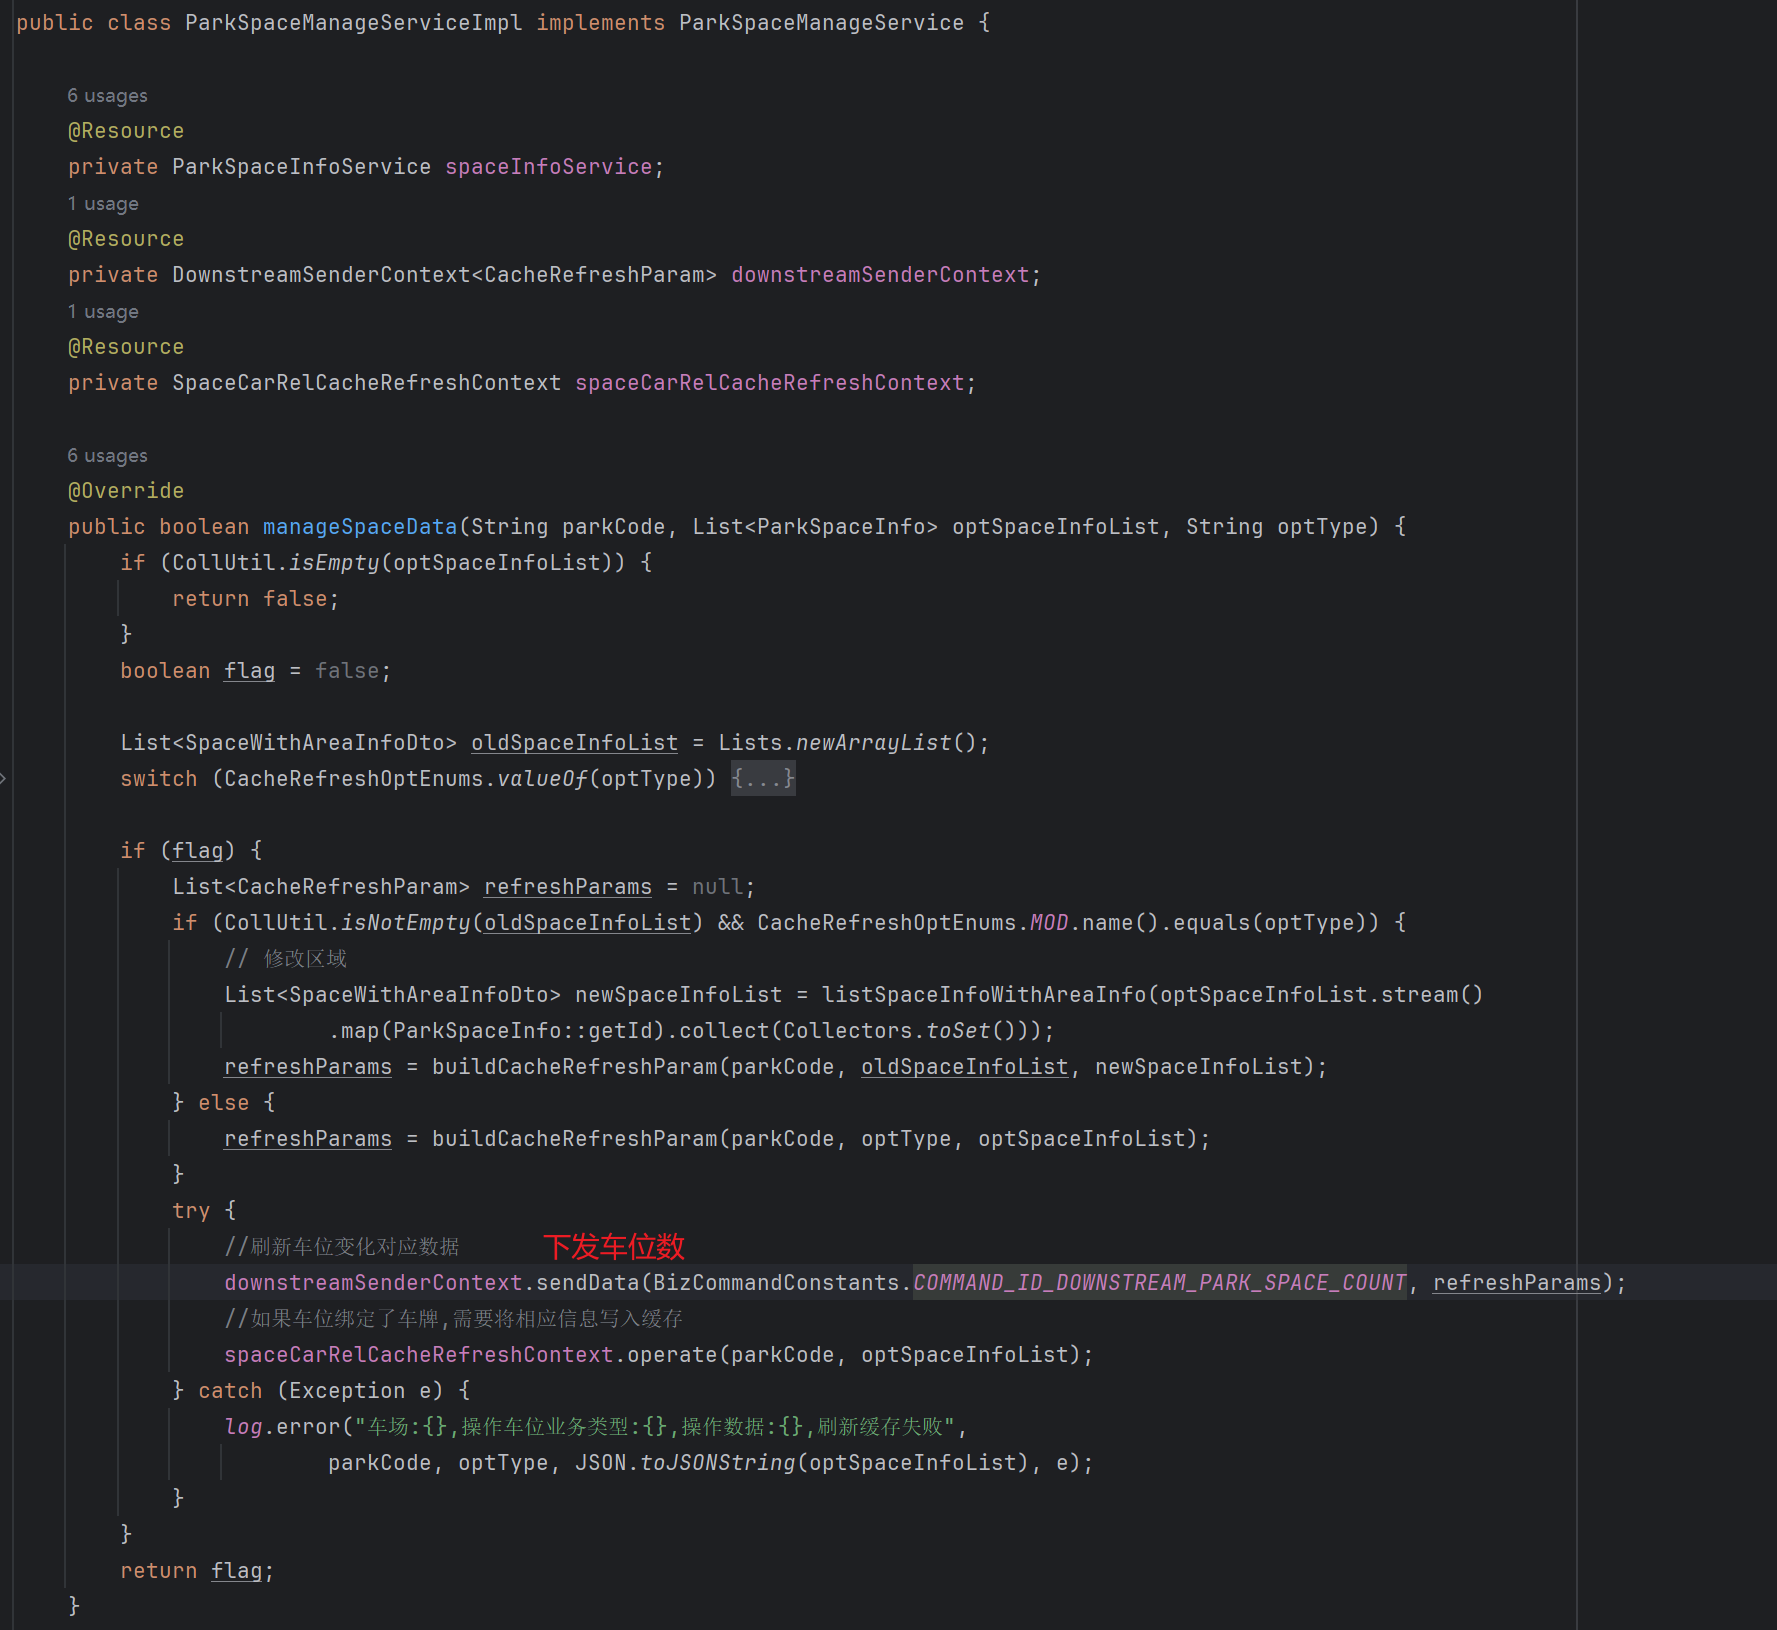 public class ParkSpaceManageServiceImpl implements ParkSpaceManageService {
6 usages
@Resource
private ParkSpaceInfoService spaceInfoService;
1 usage
@Resource
private DownstreamSenderContext<CacheRefreshParam> downstreamSenderContext;
1 usage
@Resource
private SpaceCarRelCacheRefreshContext spaceCarRelCacheRefreshContext;
6 usages
@Override
public boolean manageSpaceData(String parkCode, List<ParkSpaceInfo> optSpaceInfoList, String optType) {
if (CollUtil.isEmpty(optSpaceInfoList)) {
return false;
}
boolean flag = false;
List<SpaceWithAreaInfoDto> oldSpaceInfoList = Lists.newArrayList();
switch (CacheRefreshOptEnums.valueOf(optType)) {...}
if (flag) {
List<CacheRefreshParam> refreshParams = null;
if (CollUtil.isNotEmpty(oldSpaceInfoList) && CacheRefreshOptEnums.MOD.name().equals(optType)) {
// 修改区域
List<SpaceWithAreaInfoDto> newSpaceInfoList = listSpaceInfoWithAreaInfo(optSpaceInfoList.stream()
.map(ParkSpaceInfo::getId).collect(Collectors.toSet()));
refreshParams = buildCacheRefreshParam(parkCode, oldSpaceInfoList, newSpaceInfoList);
} else {
refreshParams = buildCacheRefreshParam(parkCode, optType, optSpaceInfoList);
}
try {
//刷新车位变化对应数据 下发车位数
downstreamSenderContext.sendData(BizCommandConstants.COMMAND_ID_DOWNSTREAM_PARK_SPACE_COUNT, refreshParams);
//如果车位绑定了车牌,需要将相应信息写入缓存
spaceCarRelCacheRefreshContext.operate(parkCode, optSpaceInfoList);
} catch (Exception e) {
log.error("车场:{},操作车位业务类型:{},操作数据:{},刷新缓存失败",
parkCode, optType, JSON.toJSONString(optSpaceInfoList), e);
}
}
return flag;
}